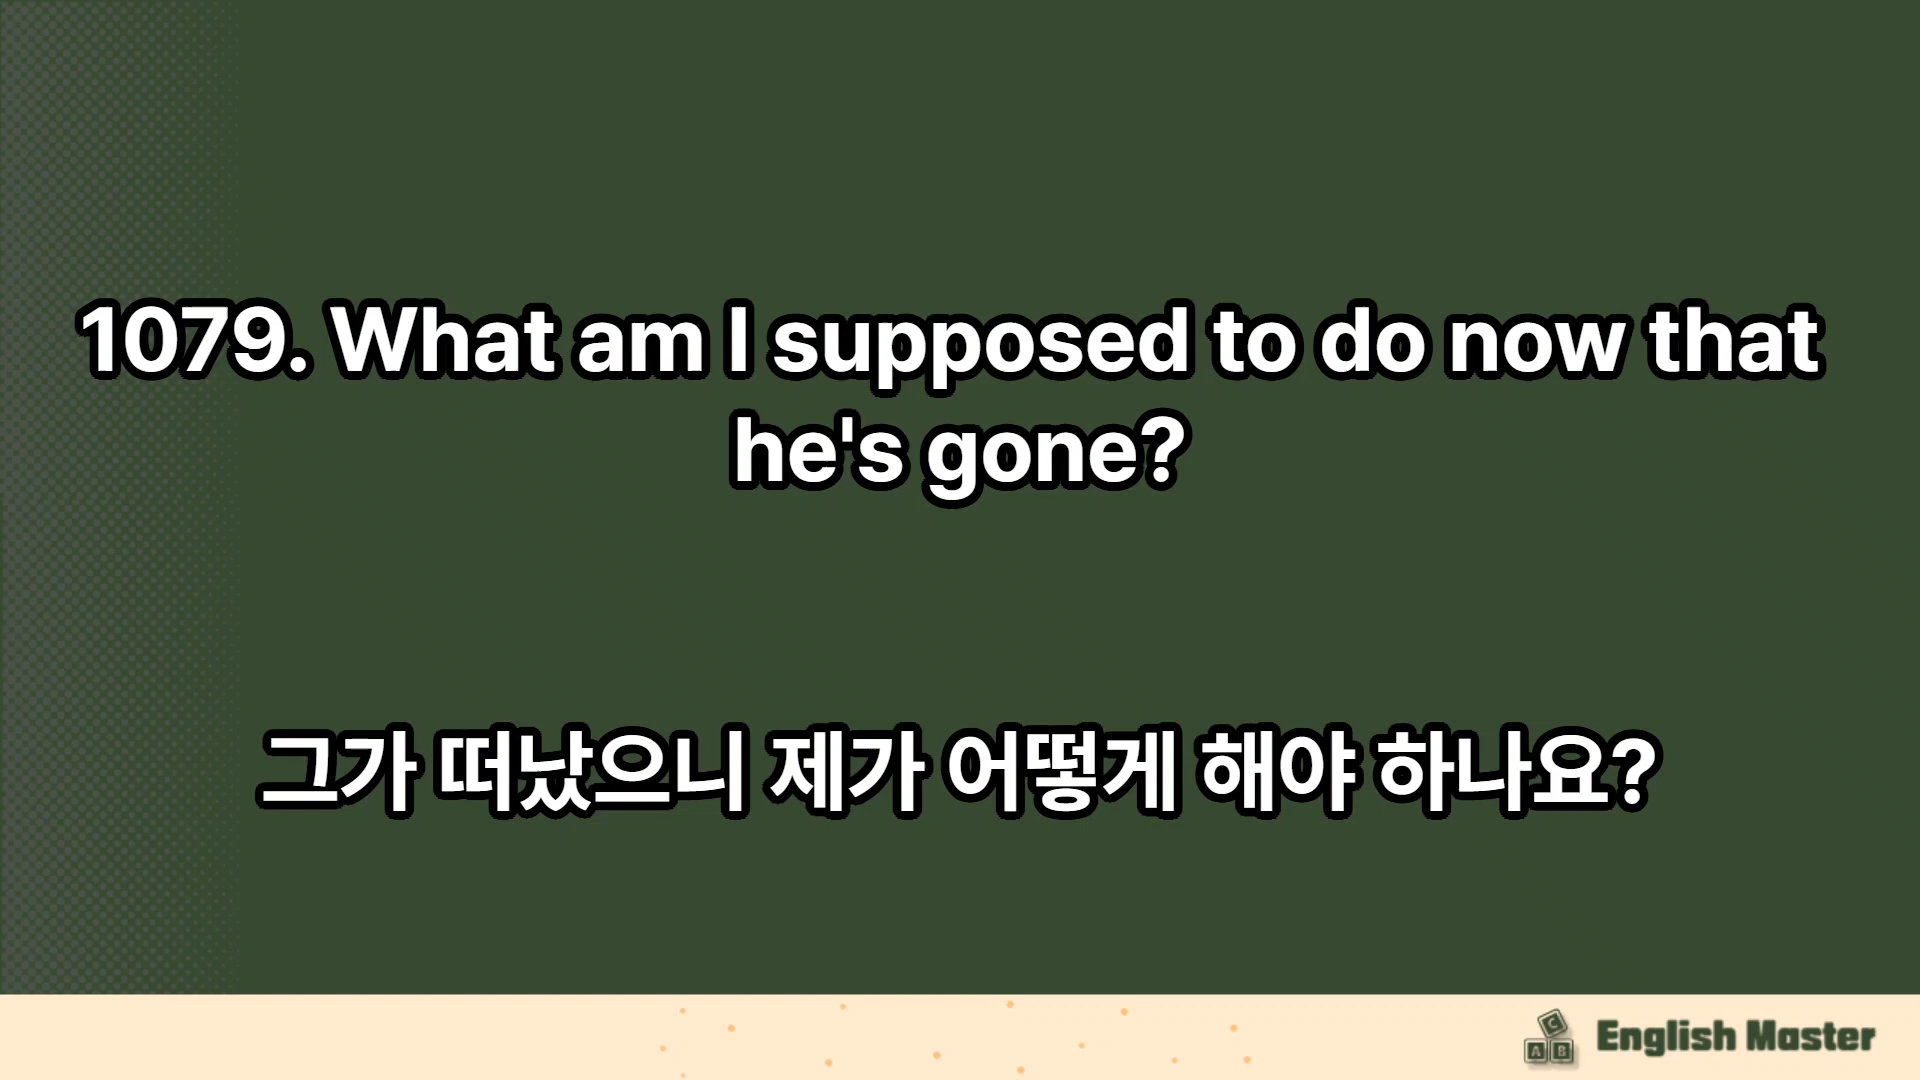 1079. What am I supposed to do now that
he's gone?
그가 떠났으니 제가 어떻게 해야 하나요?
C
A B
English Master